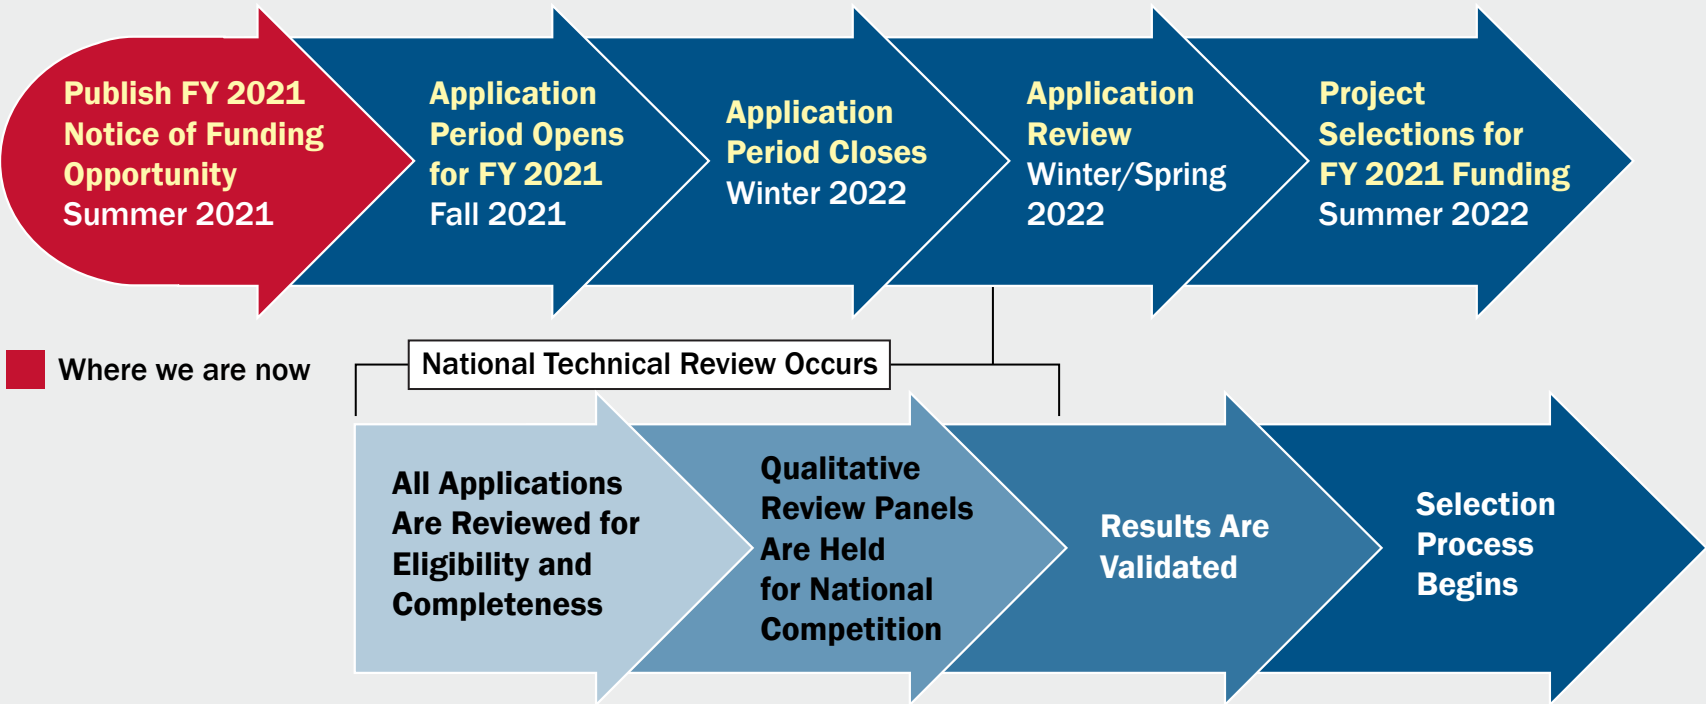 Publish FY 2021
Notice of Funding
Opportunity
Summer 2021
Application
Period Opens
for FY 2021
Fall 2021
Application
Period Closes
Winter 2022
Application
Review
Winter/Spring
2022
Project
Selections for
FY 2021 Funding
Summer 2022
Where we are now
National Technical Review Occurs
All Applications
Are Reviewed for
Eligibility and
Completeness
Qualitative
Review Panels
Are Held
for National
Competition
Results Are
Validated
Selection
Process
Begins